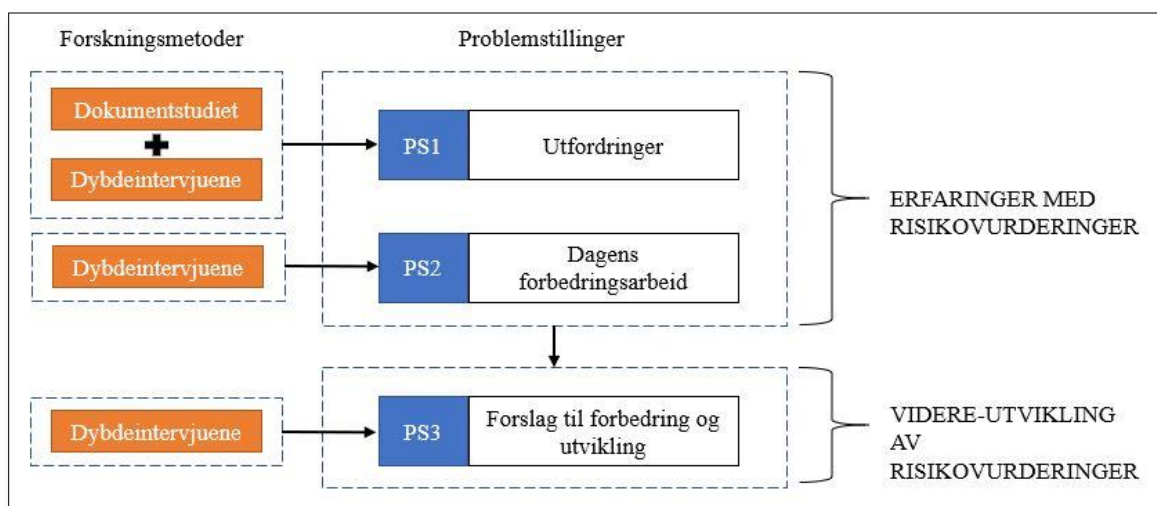 Forskningsmetoder
Problemstillinger
Dokumentstudiet
Dybdeintervjuene
PS1
Utfordringer
Dybdeintervjuene
PS2
Dagens
forbedringsarbeid
ERFARINGER MED
RISIKOVURDERINGER
Dybdeintervjuene
PS3
Forslag til forbedring og
utvikling
VIDERE-UTVIKLING
AV
RISIKOVURDERINGER